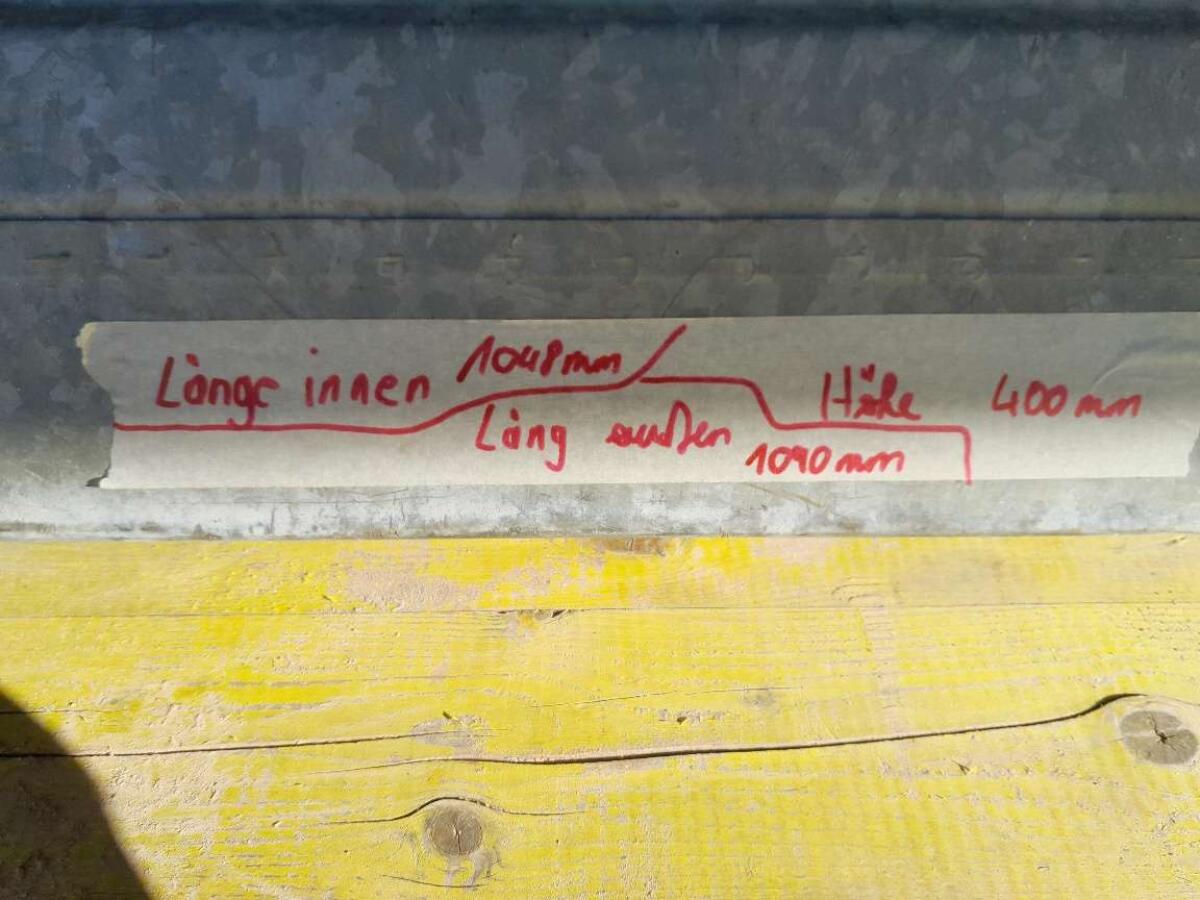 Länge innen 1048mm
Läng außen 1090mm
Höhe 400mm